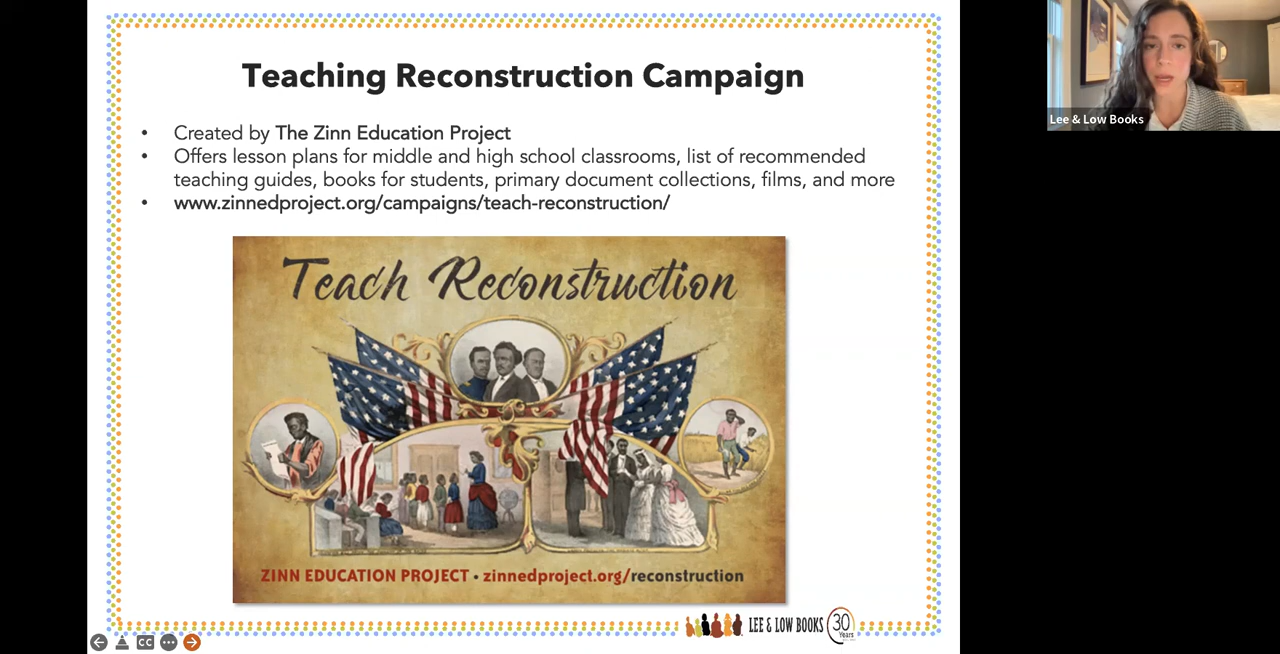 Teaching Reconstruction Campaign
• Created by The Zinn Education Project
• Offers lesson plans for middle and high school classrooms, list of recommended
teaching guides, books for students, primary document collections, films, and more
• www.zinnedproject.org/campaigns/teach-reconstruction/
Teach Reconstruction
ZINN EDUCATION PROJECT • zinnedproject.org/reconstruction
LEE & LOW BOOKS
30
Years
CC
Lee & Low Books